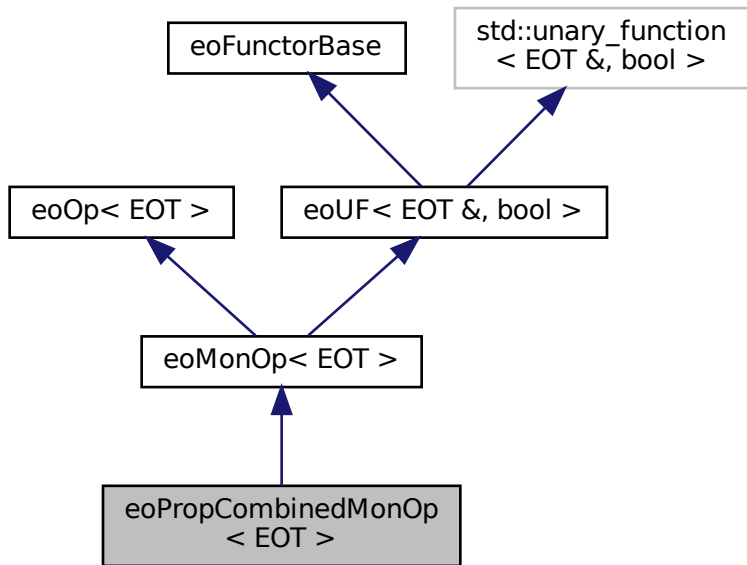 eoFunctorBase
std::unary_function
< EOT &, bool >
eoOp< EOT >
eoUF< EOT &, bool >
eoMonOp< EOT >
eoPropCombinedMonOp
< EOT >